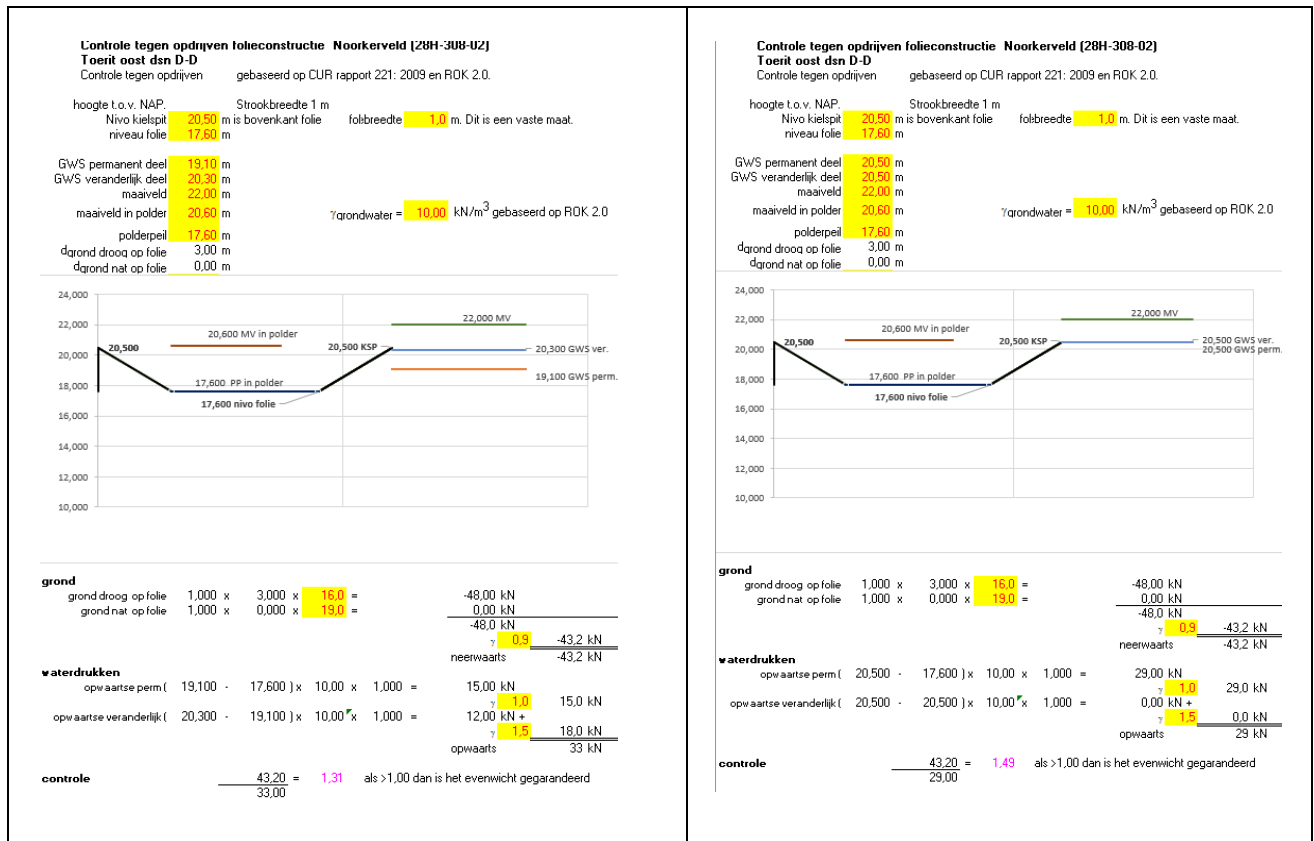 Controle tegen opdrijven folieconstructie Noorkerveld (28H-308-02)
Toerit oost dsn D-D
Controle tegen opdrijven gebaseerd op CUR rapport 221: 2009 en ROK 2.0.
hoogte t.o.v. NAP. Strookbreedte 1 m
Nivo kielspit 20,50 m is bovenkant folie foliebreedte 1,0 m. Dit is een vaste maat.
niveau folie 17,60 m
GWS permanent deel 19,10 m
GWS veranderlijk deel 20,30 m
maaiveld 22,00 m
maaiveld in polder 20,60 m γgrondwater = 10,00 kN/m3 gebaseerd op ROK 2.0
polderpeil 17,60 m
dgrond droog op folie 3,00 m
dgrond nat op folie 0,00 m
24,000
22,000
20,000
18,000
16,000
14,000
12,000
10,000
22,000 MV
20,600 MV in polder
20,500
20,500 KSP
20,300 GWS ver.
19,100 GWS perm.
17,600 PP in polder
17,600 nivo folie
grond
grond droog op folie 1,000 x 3,000 x 16,0 = -48,00 kN
grond nat op folie 1,000 x 0,000 x 19,0 = 0,00 kN
-48,0 kN
γ 0,9 -43,2 kN
neerwaarts -43,2 kN
waterdrukken
opwaartse perm ( 19,100 - 17,600 ) x 10,00 x 1,000 = 15,00 kN
γ 1,0 15,0 kN
opwaartse veranderlijk ( 20,300 - 19,100 ) x 10,00 x 1,000 = 12,00 kN +
γ 1,5 18,0 kN
opwaarts 33 kN
controle 43,20 = 1,31 als >1,00 dan is het evenwicht gegarandeerd
33,00
Controle tegen opdrijven folieconstructie Noorkerveld (28H-308-02)
Toerit oost dsn D-D
Controle tegen opdrijven gebaseerd op CUR rapport 221: 2009 en ROK 2.0.
hoogte t.o.v. NAP. Strookbreedte 1 m
Nivo kielspit 20,50 m is bovenkant folie foliebreedte 1,0 m. Dit is een vaste maat.
niveau folie 17,60 m
GWS permanent deel 20,50 m
GWS veranderlijk deel 20,50 m
maaiveld 22,00 m
maaiveld in polder 20,60 m γgrondwater = 10,00 kN/m3 gebaseerd op ROK 2.0
polderpeil 17,60 m
dgrond droog op folie 3,00 m
dgrond nat op folie 0,00 m
24,000
22,000
20,000
18,000
16,000
14,000
12,000
10,000
22,000 MV
20,600 MV in polder
20,500
20,500 KSP
20,500 GWS ver.
20,500 GWS perm.
17,600 PP in polder
17,600 nivo folie
grond
grond droog op folie 1,000 x 3,000 x 16,0 = -48,00 kN
grond nat op folie 1,000 x 0,000 x 19,0 = 0,00 kN
-48,0 kN
γ 0,9 -43,2 kN
neerwaarts -43,2 kN
waterdrukken
opwaartse perm ( 20,500 - 17,600 ) x 10,00 x 1,000 = 29,00 kN
γ 1,0 29,0 kN
opwaartse veranderlijk ( 20,500 - 20,500 ) x 10,00 x 1,000 = 0,00 kN +
γ 1,5 0,0 kN
opwaarts 29 kN
controle 43,20 = 1,49 als >1,00 dan is het evenwicht gegarandeerd
29,00